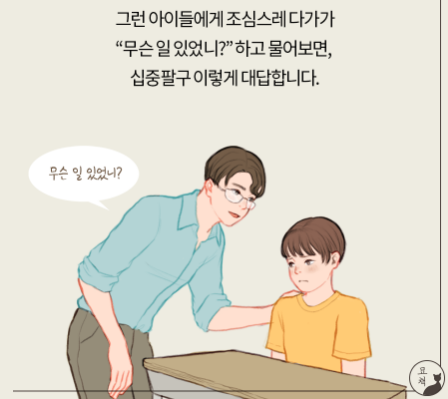 그런 아이들에게 조심스레 다가가
“무슨 일 있었니?” 하고 물어보면,
십중팔구 이렇게 대답합니다.
무슨 일 있었니?
요
책